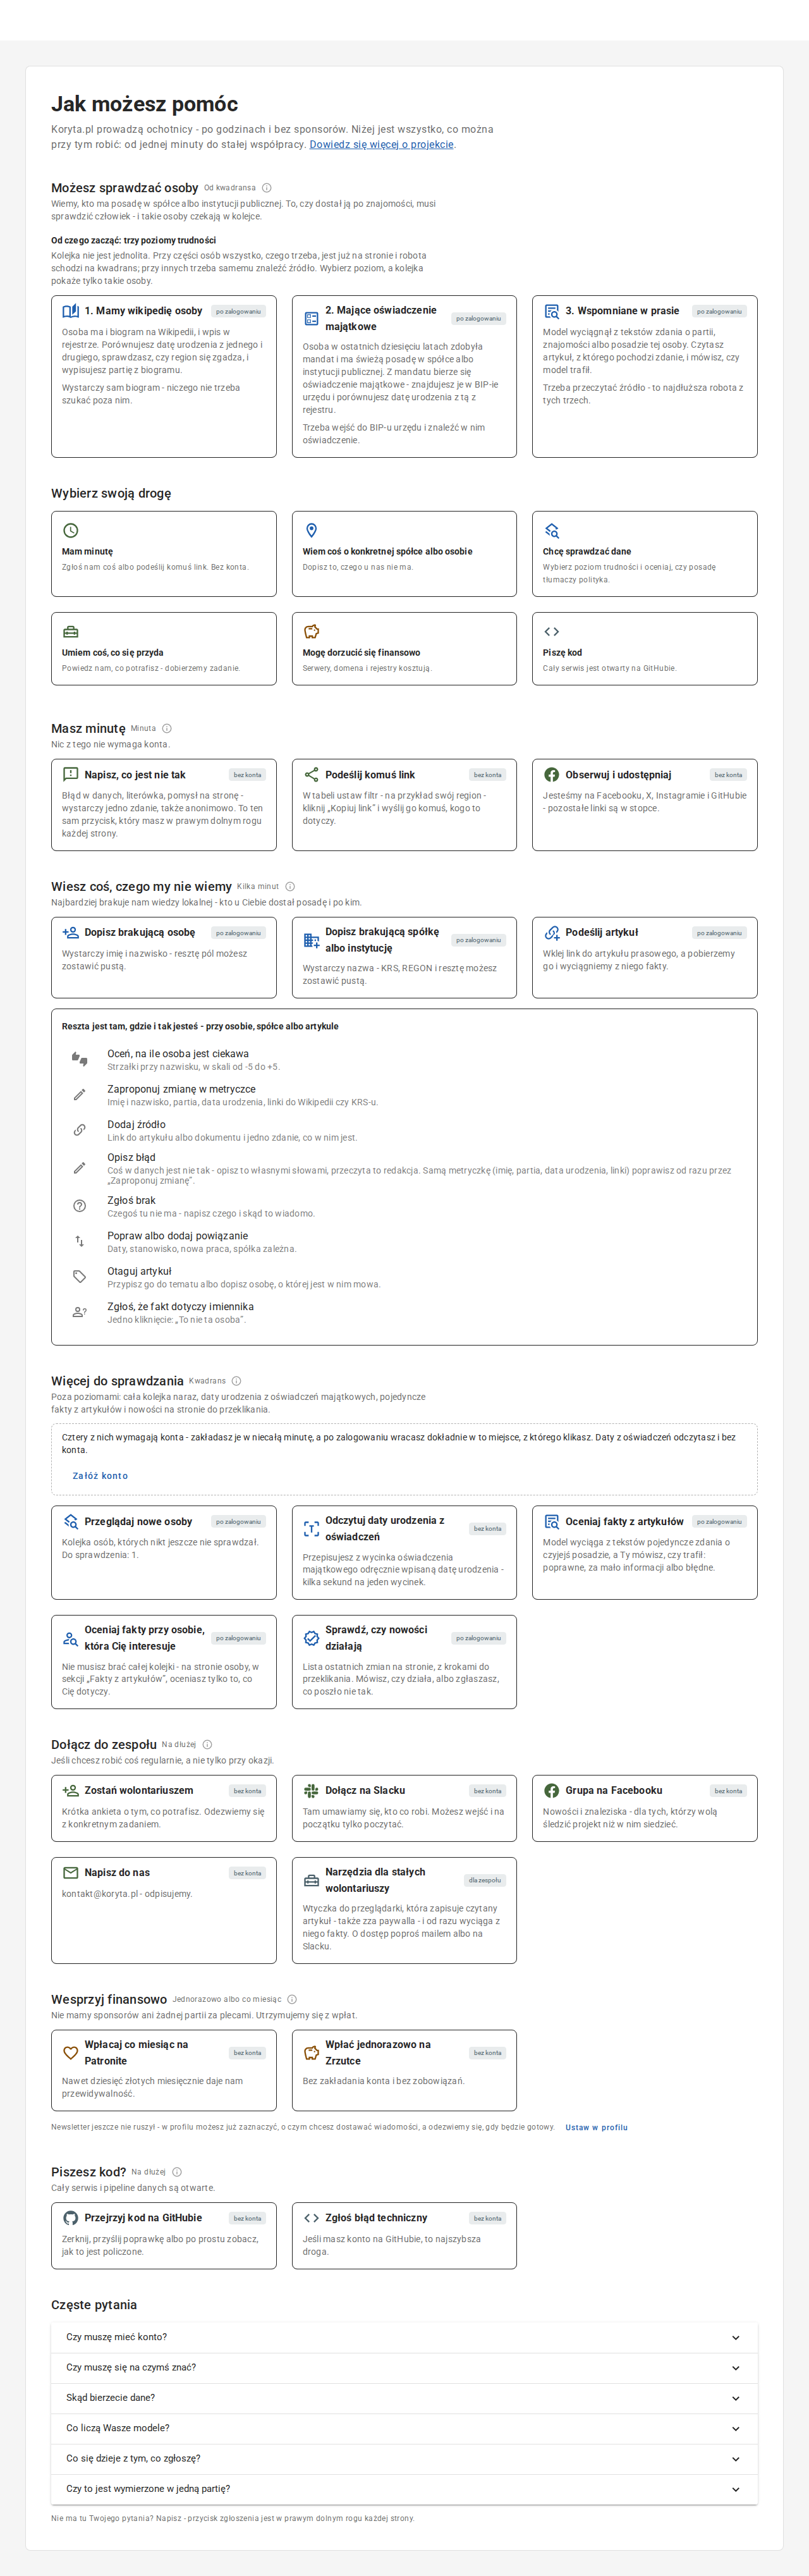 Jak możesz pomóc
Koryta.pl prowadzą ochotnicy - po godzinach i bez sponsorów. Niżej jest wszystko, co można
przy tym robić: od jednej minuty do stałej współpracy. Dowiedz się więcej o projekcie.
Możesz sprawdzać osoby Od kwadransa
Wiemy, kto ma posadę w spółce albo instytucji publicznej. To, czy dostał ją po znajomości, musi
sprawdzić człowiek - i takie osoby czekają w kolejce.
Od czego zacząć: trzy poziomy trudności
Kolejka nie jest jednolita. Przy części osób wszystko, czego trzeba, jest już na stronie i robota
schodzi na kwadrans; przy innych trzeba samemu znaleźć źródło. Wybierz poziom, a kolejka
pokaże tylko takie osoby.
1. Mamy wikipedię osoby po zalogowaniu
Osoba ma i biogram na Wikipedii, i wpis w
rejestrze. Porównujesz datę urodzenia z jednego i
drugiego, sprawdzasz, czy region się zgadza, i
wypisujesz partię z biogramu.
Wystarczy sam biogram - niczego nie trzeba
szukać poza nim.
2. Mające oświadczenie
majątkowe
po zalogowaniu
Osoba w ostatnich dziesięciu latach zdobyła
mandat i ma świeżą posadę w spółce albo
instytucji publicznej. Z mandatu bierze się
oświadczenie majątkowe - znajdujesz je w BIP-ie
urzędu i porównujesz datę urodzenia z tą z
rejestru.
Trzeba wejść do BIP-u urzędu i znaleźć w nim
oświadczenie.
3. Wspomniane w prasie po zalogowaniu
Model wyciągnął z tekstów zdania o partii,
znajomości albo posadzie tej osoby. Czytasz
artykuł, z którego pochodzi zdanie, i mówisz, czy
model trafił.
Trzeba przeczytać źródło - to najdłuższa robota z
tych trzech.
Wybierz swoją drogę
Mam minutę
Zgłoś nam coś albo podeślij komuś link. Bez konta.
Wiem coś o konkretnej spółce albo osobie
Dopisz to, czego u nas nie ma.
Chcę sprawdzać dane
Wybierz poziom trudności i oceniaj, czy posadę
tłumaczy polityka.
Umiem coś, co się przyda
Powiedz nam, co potrafisz - dobierzemy zadanie.
Mogę dorzucić się finansowo
Serwery, domena i rejestry kosztują.
Piszę kod
Cały serwis jest otwarty na GitHubie.
Masz minutę Minuta
Nic z tego nie wymaga konta.
Napisz, co jest nie tak bez konta
Błąd w danych, literówka, pomysł na stronę -
wystarczy jedno zdanie, także anonimowo. To ten
sam przycisk, który masz w prawym dolnym rogu
każdej strony.
Podeślij komuś link bez konta
W tabeli ustaw filtr - na przykład swój region -
kliknij „Kopiuj link” i wyślij go komuś, kogo to
dotyczy.
Obserwuj i udostępniaj bez konta
Jesteśmy na Facebooku, X, Instagramie i GitHubie
- pozostałe linki są w stopce.
Wiesz coś, czego my nie wiemy Kilka minut
Najbardziej brakuje nam wiedzy lokalnej - kto u Ciebie dostał posadę i po kim.
Dopisz brakującą osobę po zalogowaniu
Wystarczy imię i nazwisko - resztę pól możesz
zostawić pustą.
Dopisz brakującą spółkę
albo instytucję
po zalogowaniu
Wystarczy nazwa - KRS, REGON i resztę możesz
zostawić pustą.
Podeślij artykuł po zalogowaniu
Wklej link do artykułu prasowego, a pobierzemy
go i wyciągniemy z niego fakty.
Reszta jest tam, gdzie i tak jesteś - przy osobie, spółce albo artykule
Oceń, na ile osoba jest ciekawa
Strzałki przy nazwisku, w skali od -5 do +5.
Zaproponuj zmianę w metryczce
Imię i nazwisko, partia, data urodzenia, linki do Wikipedii czy KRS-u.
Dodaj źródło
Link do artykułu albo dokumentu i jedno zdanie, co w nim jest.
Opisz błąd
Coś w danych jest nie tak - opisz to własnymi słowami, przeczyta to redakcja. Samą metryczkę (imię, partia, data urodzenia, linki) poprawisz od razu przez
„Zaproponuj zmianę”.
Zgłoś brak
Czegoś tu nie ma - napisz czego i skąd to wiadomo.
Popraw albo dodaj powiązanie
Daty, stanowisko, nowa praca, spółka zależna.
Otaguj artykuł
Przypisz go do tematu albo dopisz osobę, o której jest w nim mowa.
Zgłoś, że fakt dotyczy imiennika
Jedno kliknięcie: „To nie ta osoba”.
Więcej do sprawdzania Kwadrans
Poza poziomami: cała kolejka naraz, daty urodzenia z oświadczeń majątkowych, pojedyncze
fakty z artykułów i nowości na stronie do przeklikania.
Cztery z nich wymagają konta - zakładasz je w niecałą minutę, a po zalogowaniu wracasz dokładnie w to miejsce, z którego klikasz. Daty z oświadczeń odczytasz i bez
konta.
Załóż konto
Przeglądaj nowe osoby po zalogowaniu
Kolejka osób, których nikt jeszcze nie sprawdzał.
Do sprawdzenia: 1.
Odczytuj daty urodzenia z
oświadczeń
bez konta
Przepisujesz z wycinka oświadczenia
majątkowego odręcznie wpisaną datę urodzenia -
kilka sekund na jeden wycinek.
Oceniaj fakty z artykułów po zalogowaniu
Model wyciąga z tekstów pojedyncze zdania o
czyjejś posadzie, a Ty mówisz, czy trafił:
poprawne, za mało informacji albo błędne.
Oceniaj fakty przy osobie,
która Cię interesuje
po zalogowaniu
Nie musisz brać całej kolejki - na stronie osoby, w
sekcji „Fakty z artykułów”, oceniasz tylko to, co
Cię dotyczy.
Sprawdź, czy nowości
działają
po zalogowaniu
Lista ostatnich zmian na stronie, z krokami do
przeklikania. Mówisz, czy działa, albo zgłaszasz,
co poszło nie tak.
Dołącz do zespołu Na dłużej
Jeśli chcesz robić coś regularnie, a nie tylko przy okazji.
Zostań wolontariuszem bez konta
Krótka ankieta o tym, co potrafisz. Odezwiemy się
z konkretnym zadaniem.
Dołącz na Slacku bez konta
Tam umawiamy się, kto co robi. Możesz wejść i na
początku tylko poczytać.
Grupa na Facebooku bez konta
Nowości i znaleziska - dla tych, którzy wolą
śledzić projekt niż w nim siedzieć.
Napisz do nas bez konta
kontakt@koryta.pl - odpisujemy.
Narzędzia dla stałych
wolontariuszy
dla zespołu
Wtyczka do przeglądarki, która zapisuje czytany
artykuł - także zza paywalla - i od razu wyciąga z
niego fakty. O dostęp poproś mailem albo na
Slacku.
Wesprzyj finansowo Jednorazowo albo co miesiąc
Nie mamy sponsorów ani żadnej partii za plecami. Utrzymujemy się z wpłat.
Wpłacaj co miesiąc na
Patronite
bez konta
Nawet dziesięć złotych miesięcznie daje nam
przewidywalność.
Wpłać jednorazowo na
Zrzutce
bez konta
Bez zakładania konta i bez zobowiązań.
Newsletter jeszcze nie ruszył - w profilu możesz już zaznaczyć, o czym chcesz dostawać wiadomości, a odezwiemy się, gdy będzie gotowy. Ustaw w profilu
Piszesz kod? Na dłużej
Cały serwis i pipeline danych są otwarte.
Przejrzyj kod na GitHubie bez konta
Zerknij, przyślij poprawkę albo po prostu zobacz,
jak to jest policzone.
Zgłoś błąd techniczny bez konta
Jeśli masz konto na GitHubie, to najszybsza
droga.
Częste pytania
Czy muszę mieć konto?
Czy muszę się na czymś znać?
Skąd bierzecie dane?
Co liczą Wasze modele?
Co się dzieje z tym, co zgłoszę?
Czy to jest wymierzone w jedną partię?
Nie ma tu Twojego pytania? Napisz - przycisk zgłoszenia jest w prawym dolnym rogu każdej strony.